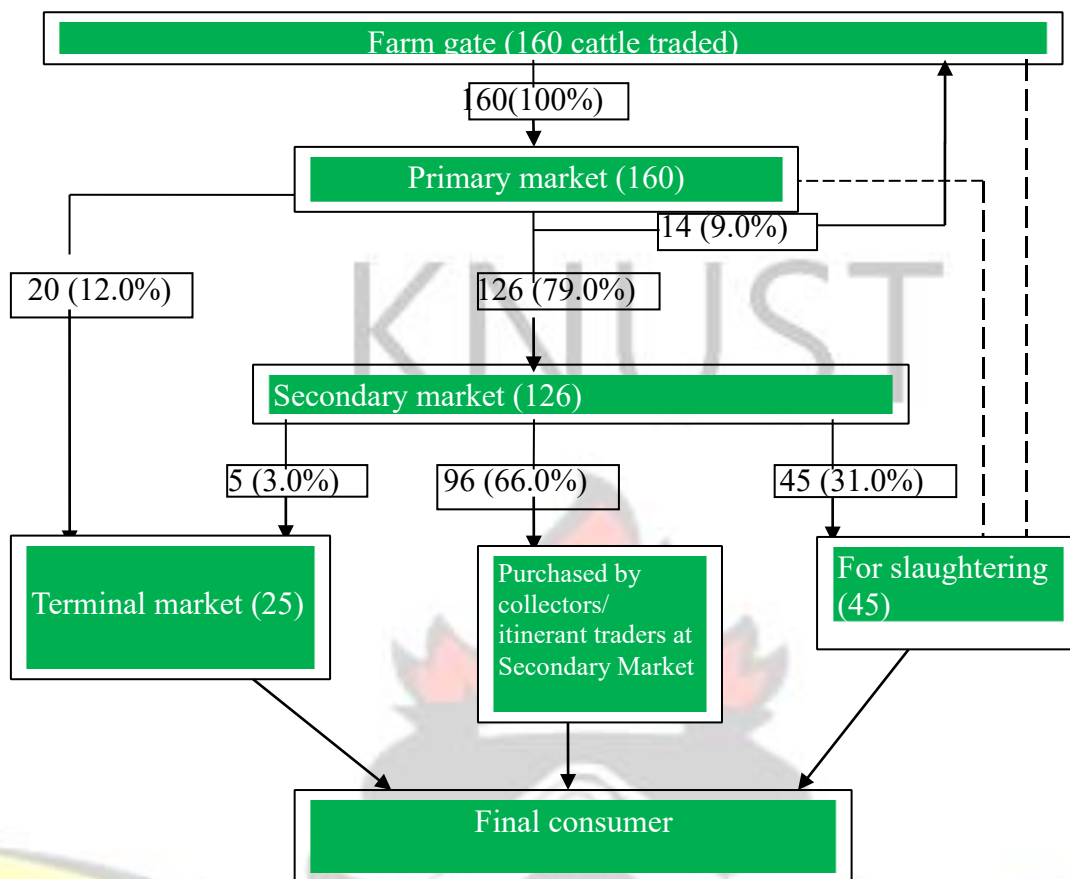 Farm gate (160 cattle traded)
160(100%)
Primary market (160)
14 (9.0%)
20 (12.0%)
126 (79.0%)
KNUST
Secondary market (126)
5 (3.0%)
96 (66.0%)
45 (31.0%)
Terminal market (25)
Purchased by
collectors/
itinerant traders at
Secondary Market
For slaughtering
(45)
Final consumer